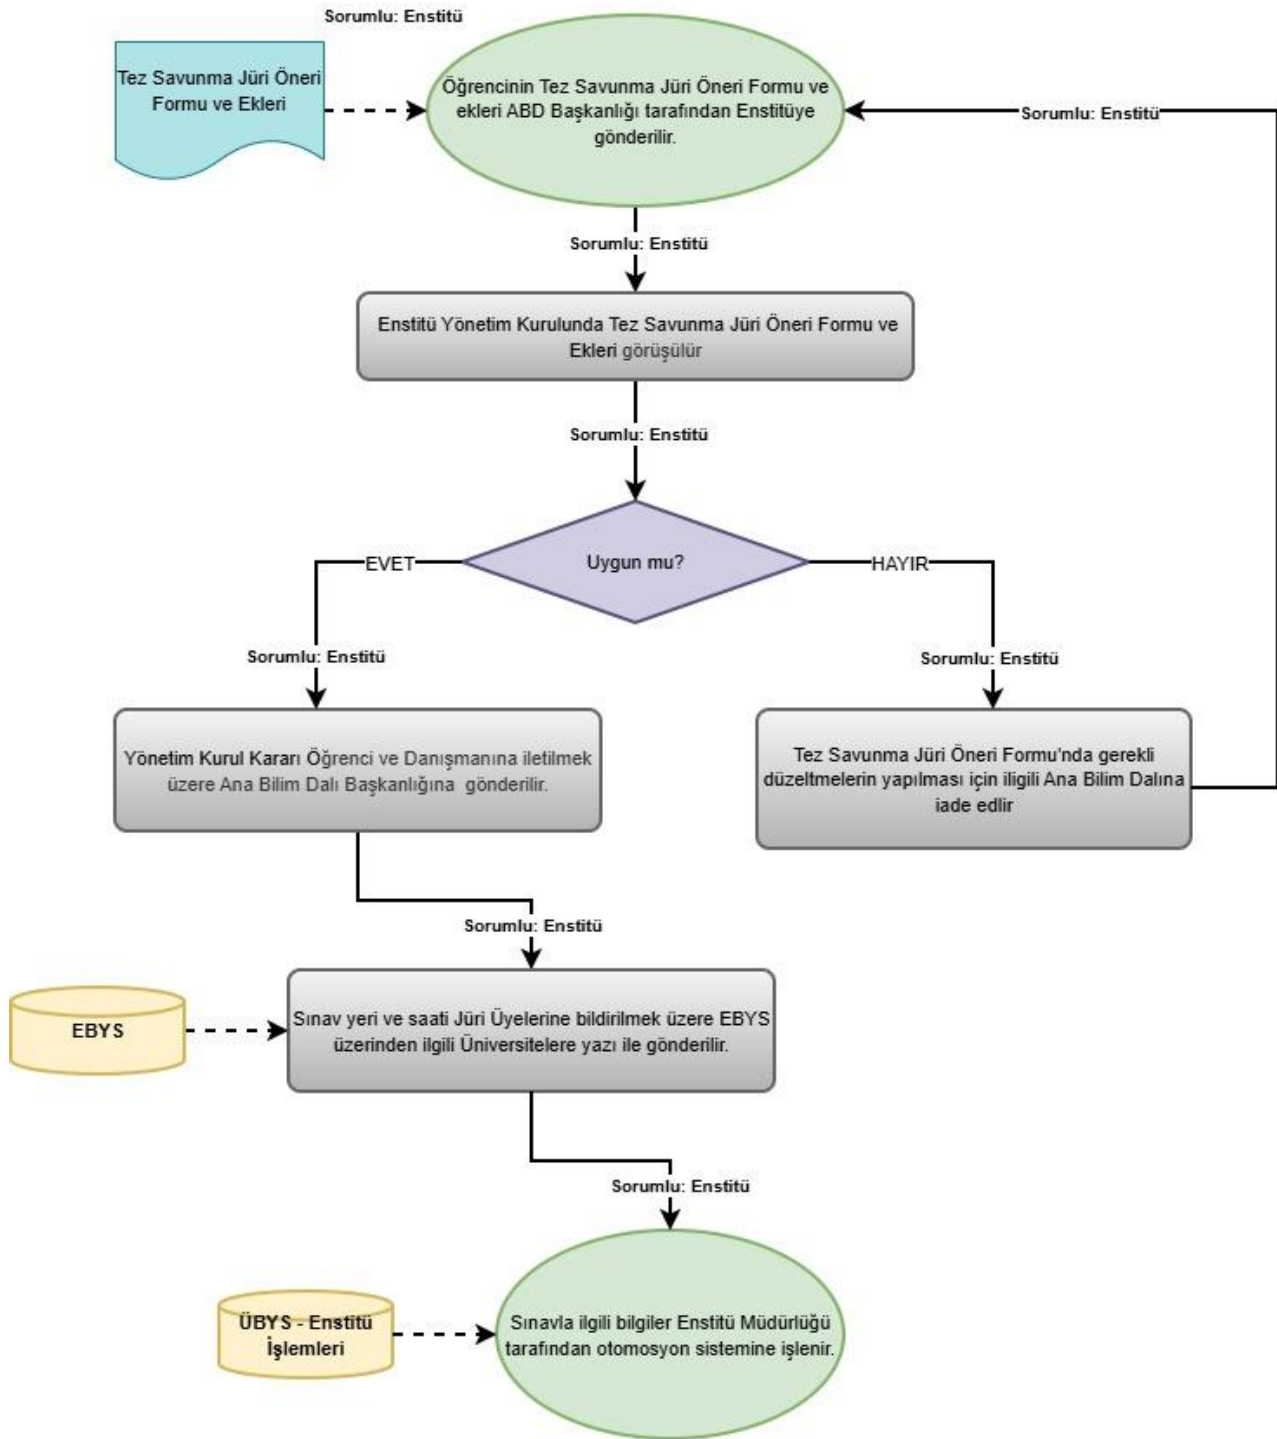 Sorumlu: Enstitü
Tez Savunma Jüri Öneri
Formu ve Ekleri
Öğrencinin Tez Savunma Jüri Öneri Formu ve
ekleri ABD Başkanlığı tarafından Enstitüye
gönderilir.
Sorumlu: Enstitü
Sorumlu: Enstitü
Enstitü Yönetim Kurulunda Tez Savunma Jüri Öneri Formu ve
Ekleri görüşülür
Sorumlu: Enstitü
Uygun mu?
EVET
HAYIR
Sorumlu: Enstitü
Sorumlu: Enstitü
Yönetim Kurul Kararı Öğrenci ve Danışmanına iletilmek
üzere Ana Bilim Dalı Başkanlığına gönderilir.
Tez Savunma Jüri Öneri Formu'nda gerekli
düzeltmelerin yapılması için iligili Ana Bilim Dalına
iade edlir
Sorumlu: Enstitü
EBYS
Sınav yeri ve saati Jüri Üyelerine bildirilmek üzere EBYS
üzerinden ilgili Üniversitelere yazı ile gönderilir.
Sorumlu: Enstitü
ÜBYS - Enstitü
İşlemleri
Sınavla ilgili bilgiler Enstitü Müdürlüğü
tarafından otomosyon sistemine işlenir.